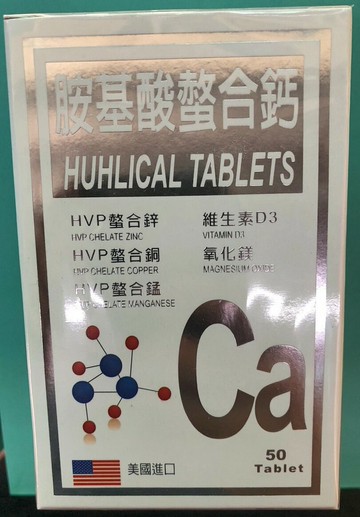 胺基酸螯合鈣
HUHLICAL TABLETS
HVP螯合鋅
HVP CHELATE ZINC
HVP螯合銅
HVP CHELATE COPPER
HVP螯合錳
HVP CHELATE MANGANESE
維生素D3
VITAMIN D3
氧化鎂
MAGNESIUM OXIDE
Ca
50
Tablet
美國進口